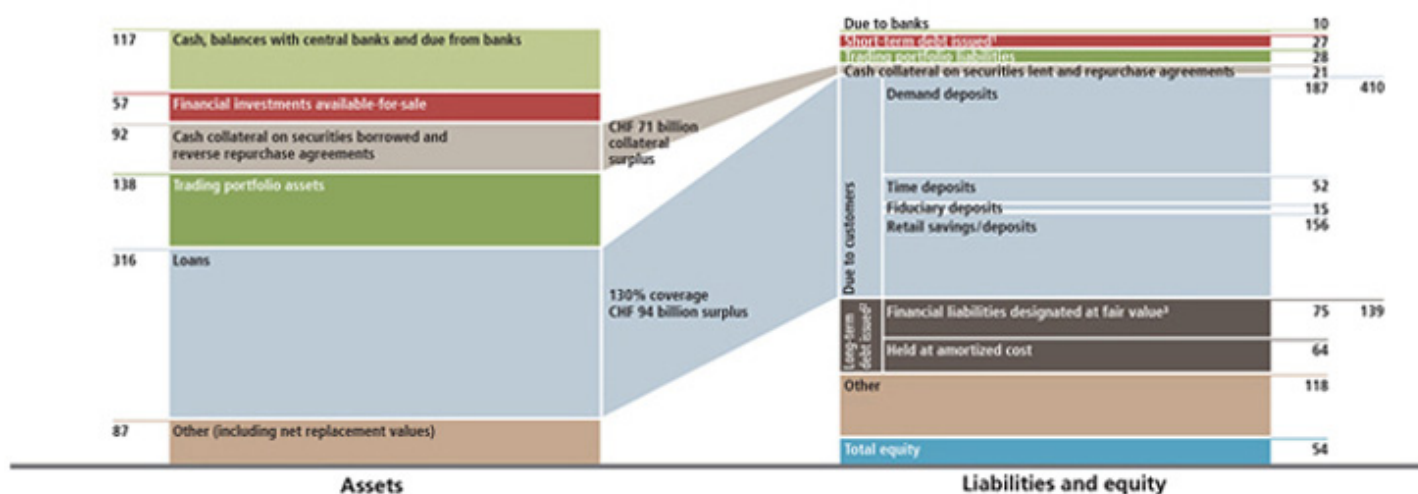 117 Cash, balances with central banks and due from banks
57 Financial investments available-for-sale
92 Cash collateral on securities borrowed and
reverse repurchase agreements
138 Trading portfolio assets
316 Loans
87 Other (including net replacement values)
CHF 71 billion
collateral
surplus
130% coverage
CHF 94 billion surplus
Due to banks 10
Short-term debt issued¹ 27
Trading portfolio liabilities 28
Cash collateral on securities lent and repurchase agreements 21
Due to customers
Demand deposits 187 410
Time deposits 52
Fiduciary deposits 15
Retail savings/deposits 156
Long-term
debt issued²
Financial liabilities designated at fair value³ 75 139
Held at amortized cost 64
Other 118
Total equity 54
Assets
Liabilities and equity